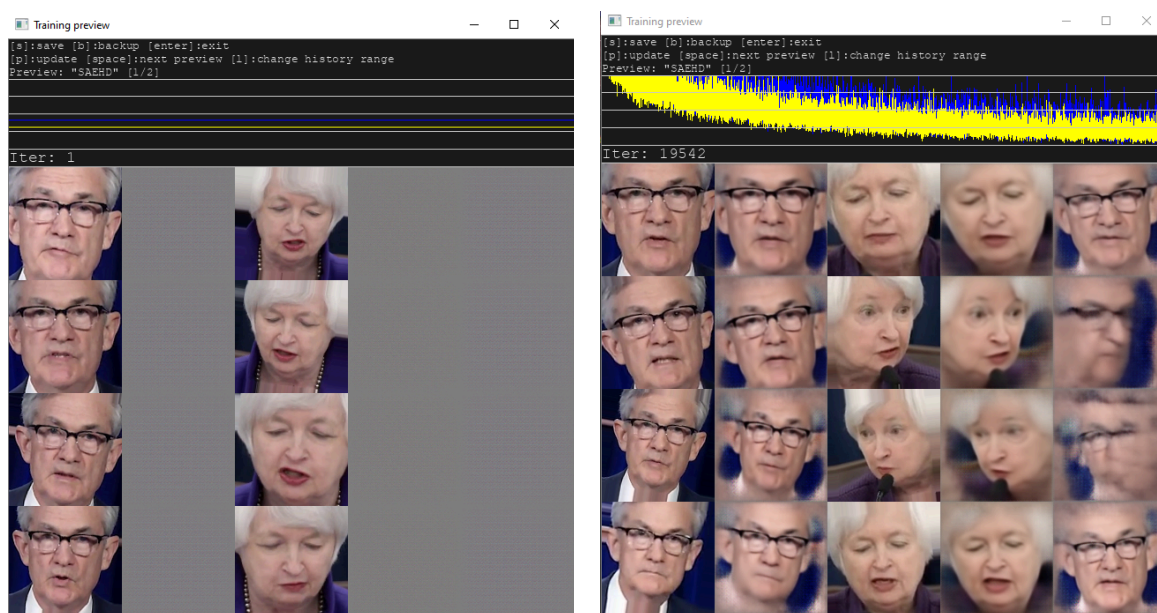 Training preview
[s]:save [b]:backup [enter]:exit
[p]:update [space]:next preview [l]:change history range
Preview: "SAEHD" [1/2]
Iter: 1
Training preview
[s]:save [b]:backup [enter]:exit
[p]:update [space]:next preview [l]:change history range
Preview: "SAEHD" [1/2]
Iter: 19542